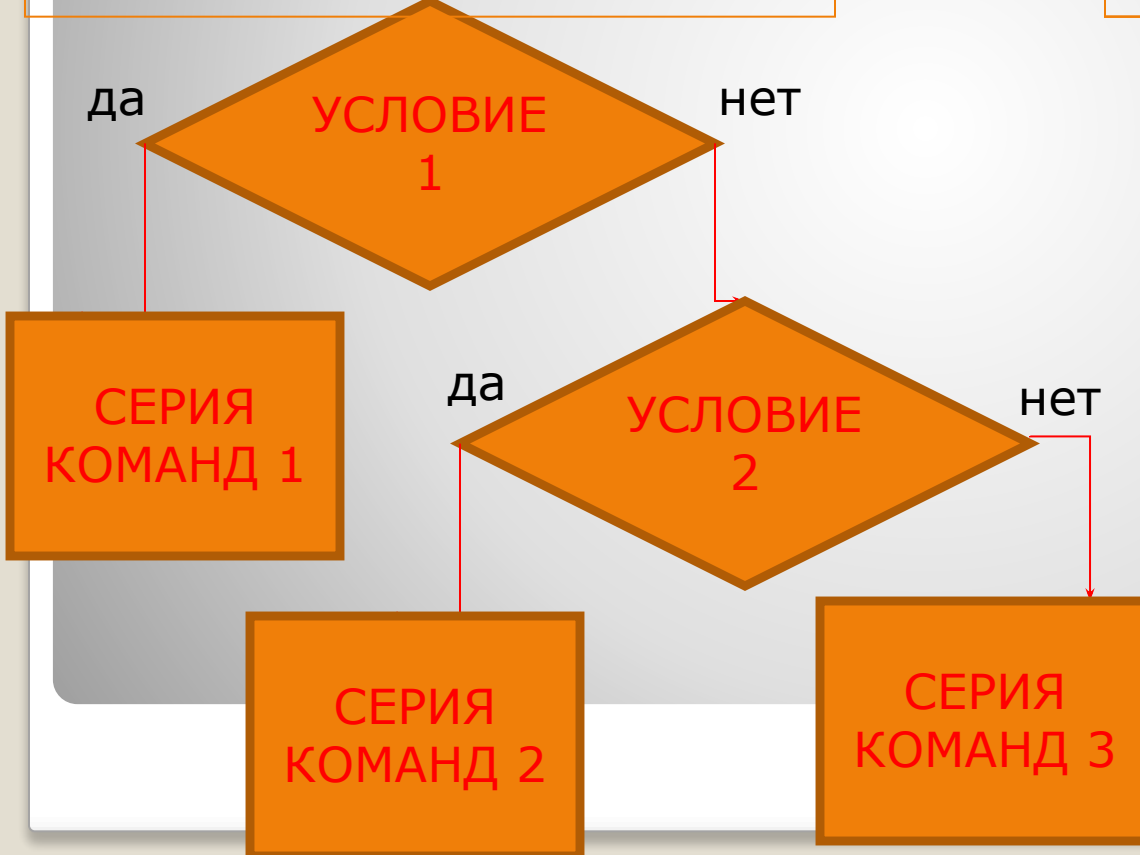 да
УСЛОВИЕ
1
нет
СЕРИЯ
КОМАНД 1
да
УСЛОВИЕ
2
нет
СЕРИЯ
КОМАНД 2
СЕРИЯ
КОМАНД 3